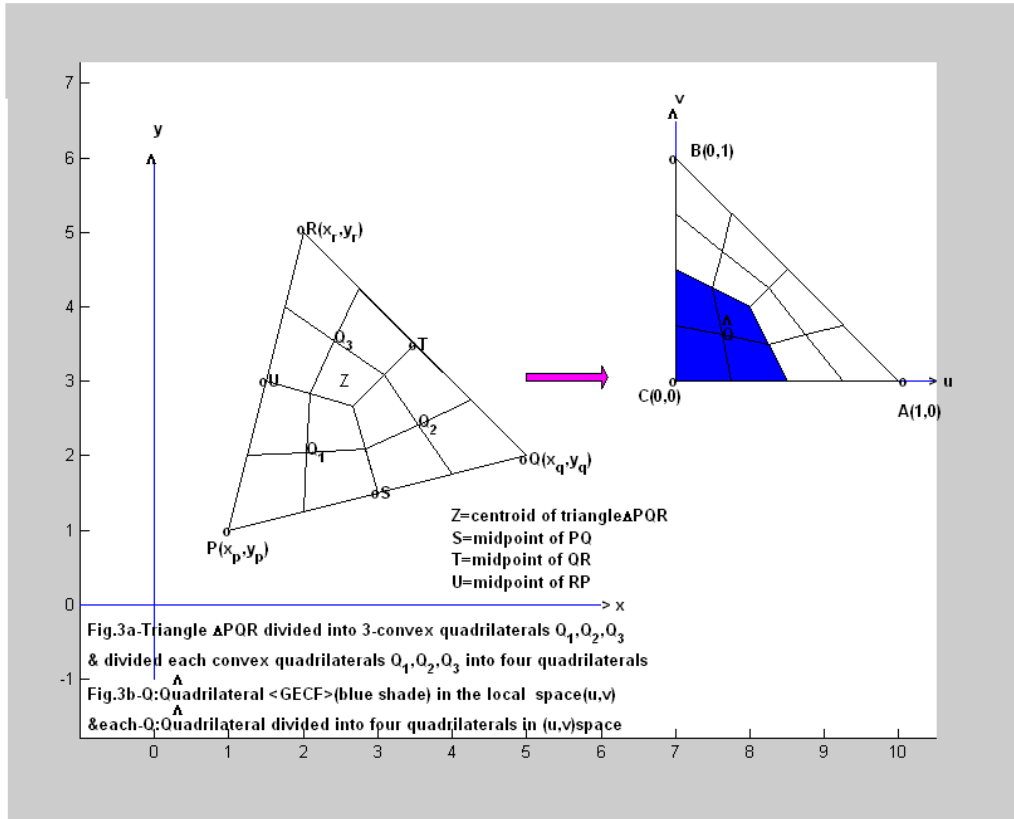 7
6
5
4
3
2
1
0
-1
y
^
R(x_r,y_r)
Q_3
T
U
Z
Q_2
Q_1
Q(x_q,y_q)
S
P(x_p,y_p)
> x
v
^
B(0,1)
^
Q
C(0,0)
> u
A(1,0)
Z=centroid of triangleΔPQR
S=midpoint of PQ
T=midpoint of QR
U=midpoint of RP
Fig.3a-Triangle ΔPQR divided into 3-convex quadrilaterals Q_1,Q_2,Q_3
& divided each convex quadrilaterals Q_1,Q_2,Q_3 into four quadrilaterals
^
Fig.3b-Q:Quadrilateral <GECF>(blue shade) in the local space(u,v)
^
&each-Q:Quadrilateral divided into four quadrilaterals in (u,v)space
0 1 2 3 4 5 6 7 8 9 10